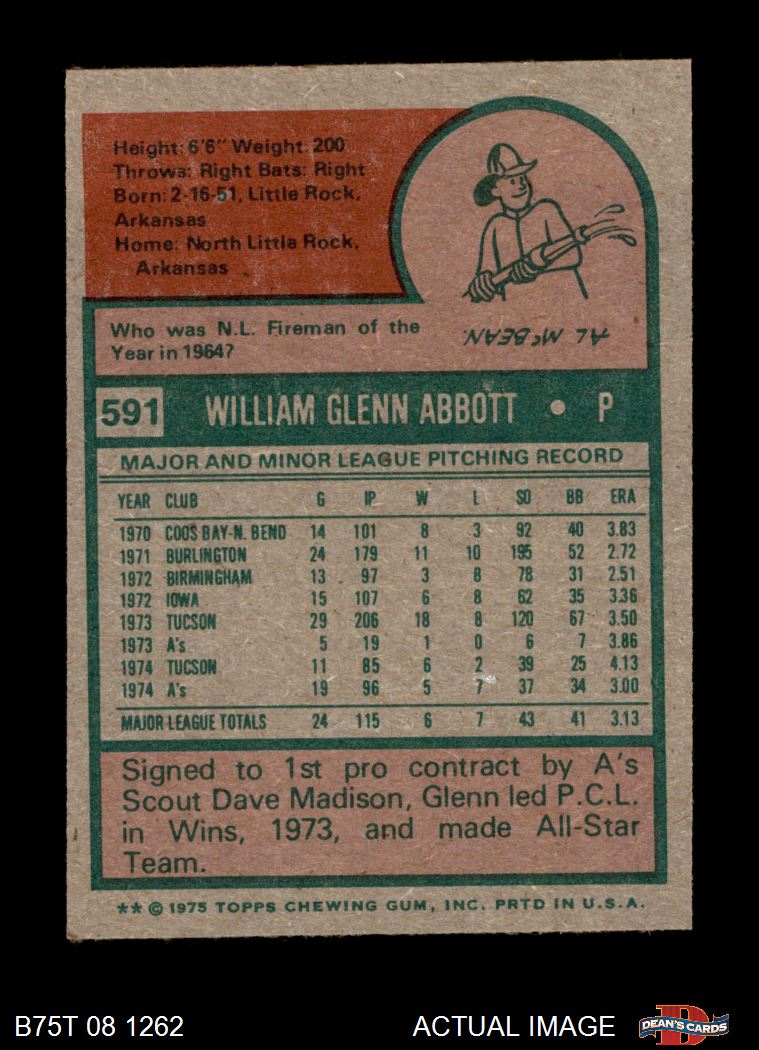 Height: 6'6" Weight: 200
Throws: Right Bats: Right
Born: 2-16-51, Little Rock,
Arkansas
Home: North Little Rock,
Arkansas
AL McBEAN.
Who was N.L. Fireman of the
Year in 1964?
591 WILLIAM GLENN ABBOTT • P
MAJOR AND MINOR LEAGUE PITCHING RECORD
YEAR CLUB G IP W L SO BB ERA
1970 COOS BAY-N. BEND 14 101 8 3 92 40 3.83
1971 BURLINGTON 24 179 11 10 195 52 2.72
1972 BIRMINGHAM 13 97 3 8 78 31 2.51
1972 IOWA 15 107 6 8 62 35 3.36
1973 TUCSON 29 206 18 8 120 67 3.50
1973 A's 5 19 1 0 6 7 3.86
1974 TUCSON 11 85 6 2 39 25 4.13
1974 A's 19 96 5 7 37 34 3.00
MAJOR LEAGUE TOTALS 24 115 6 7 43 41 3.13
Signed to 1st pro contract by A's
Scout Dave Madison, Glenn led P.C.L.
in Wins, 1973, and made All-Star
Team.
** © 1975 TOPPS CHEWING GUM, INC. PRTD IN U.S.A.
B75T 08 1262 ACTUAL IMAGE DEAN'S CARDS